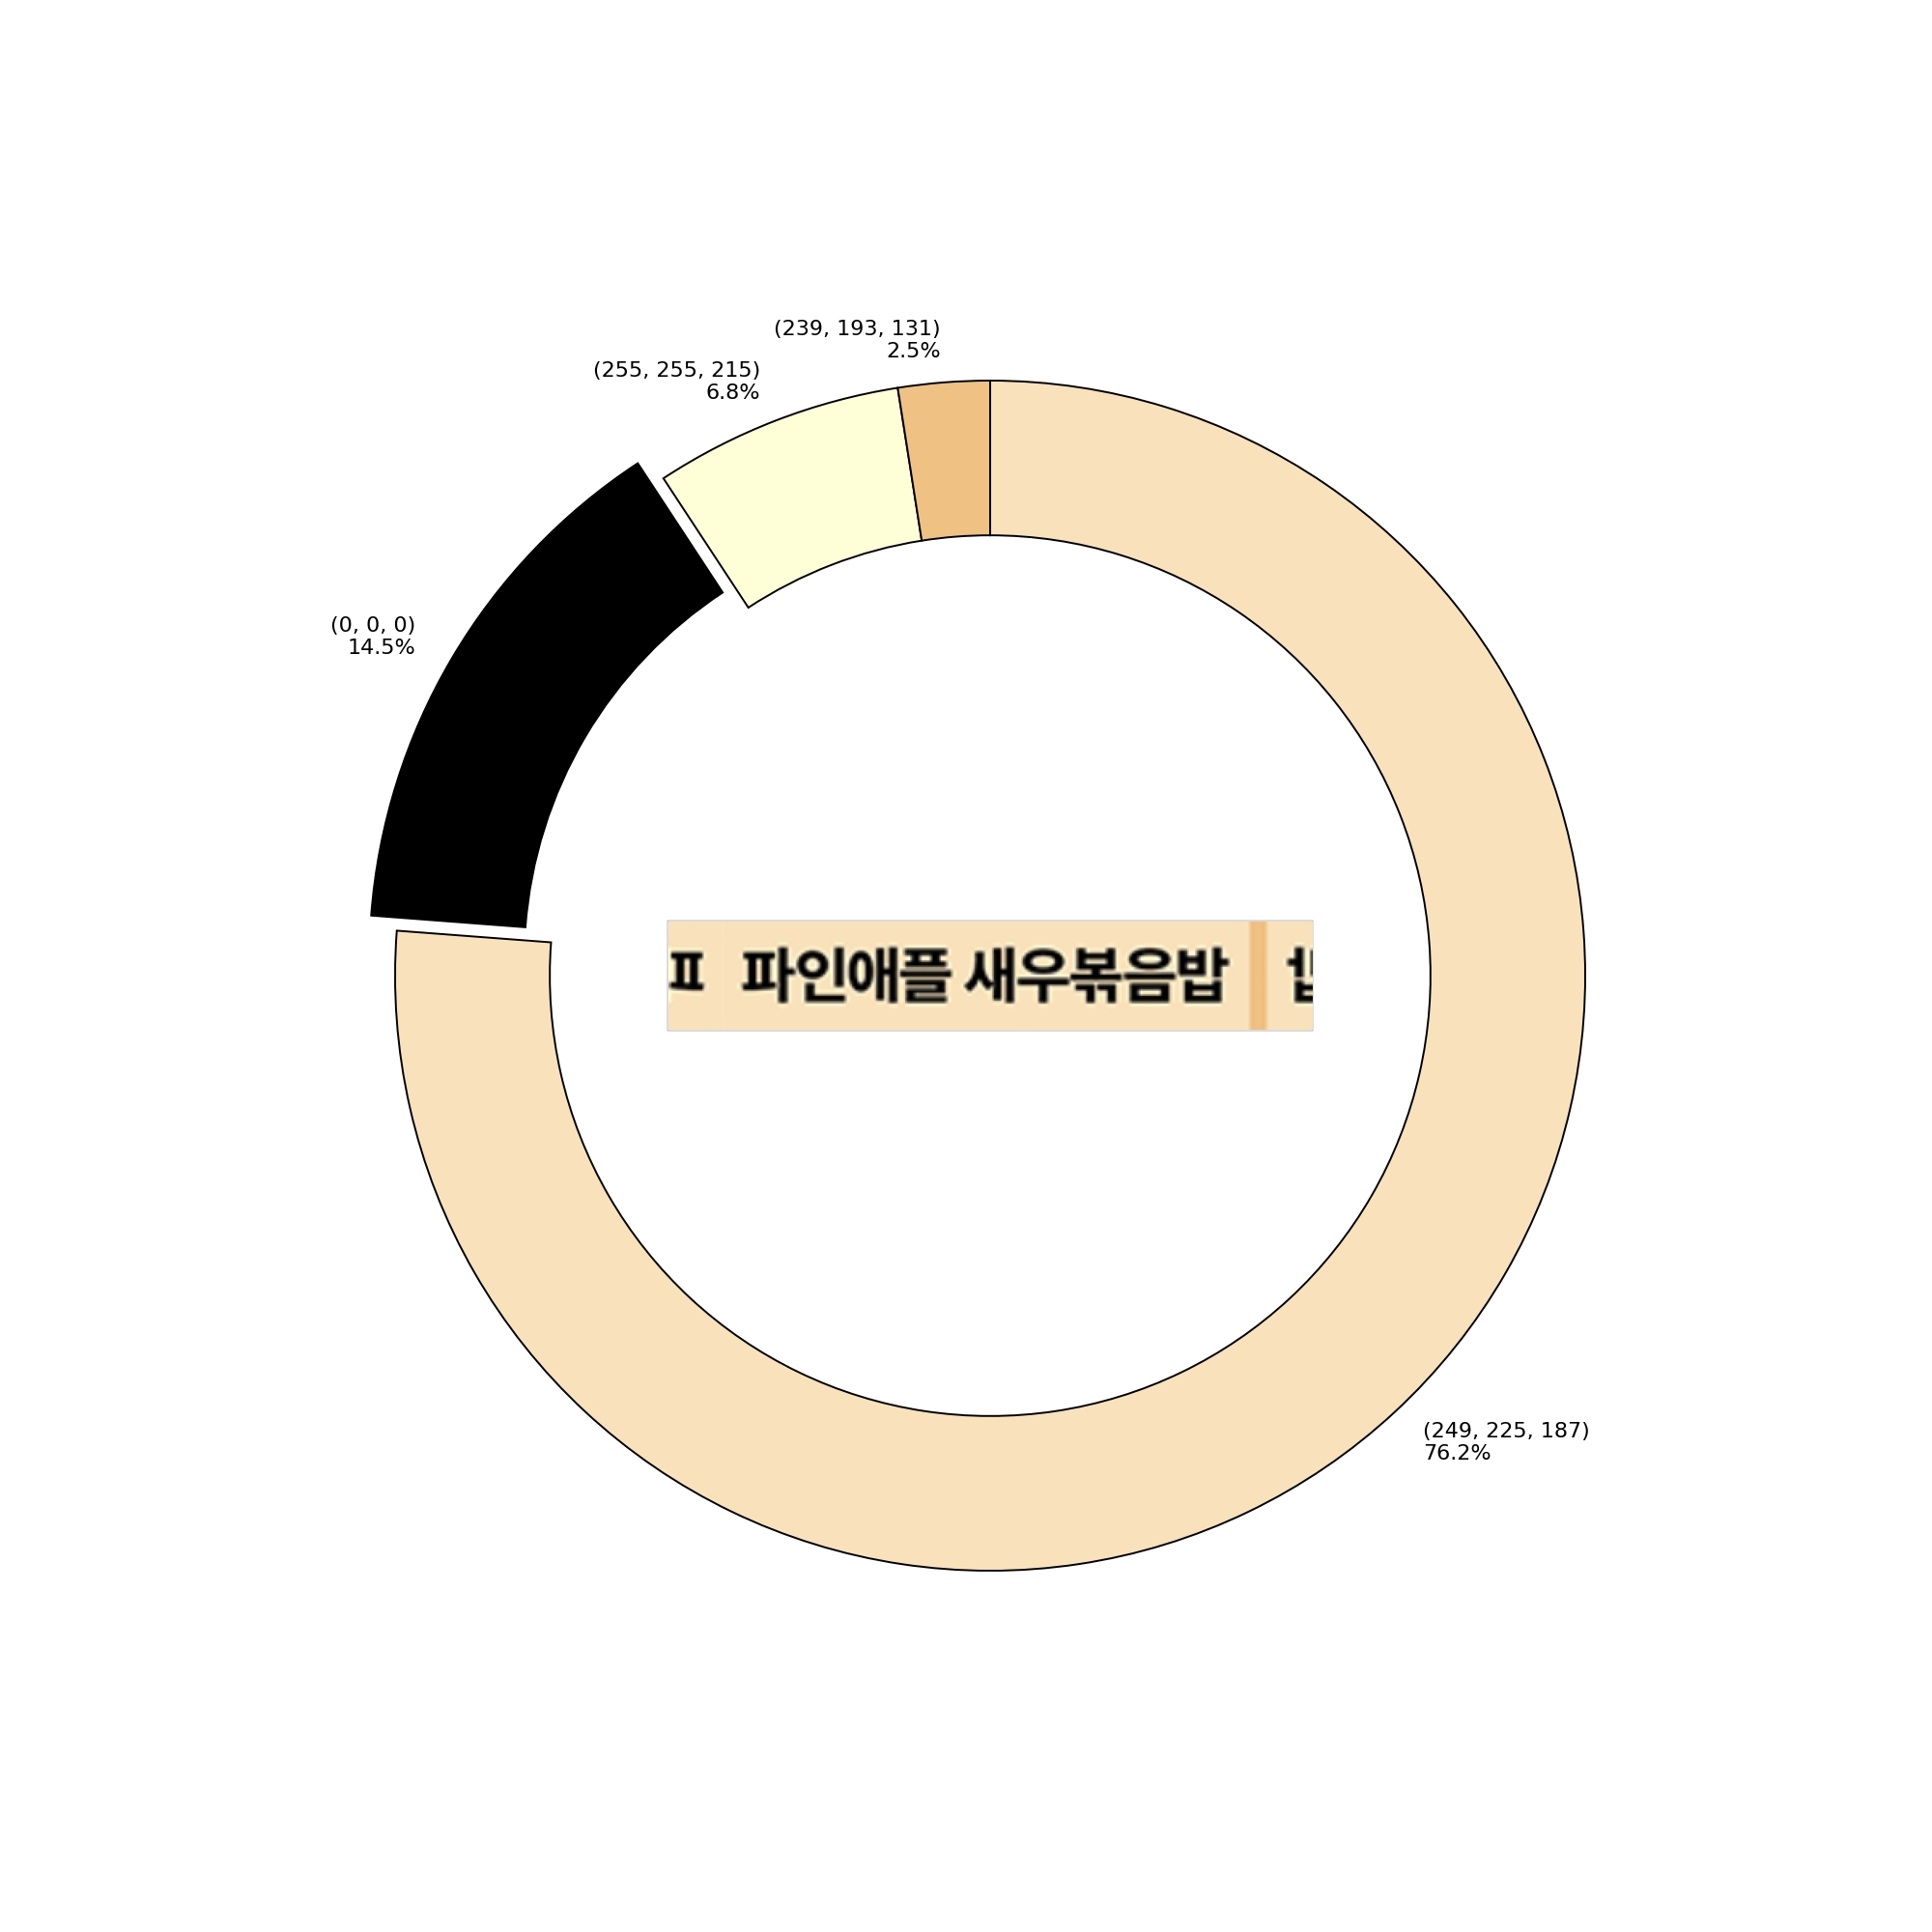 (239, 193, 131)
2.5%
(255, 255, 215)
6.8%
(0, 0, 0)
14.5%
파인애플 새우볶음밥
(249, 225, 187)
76.2%